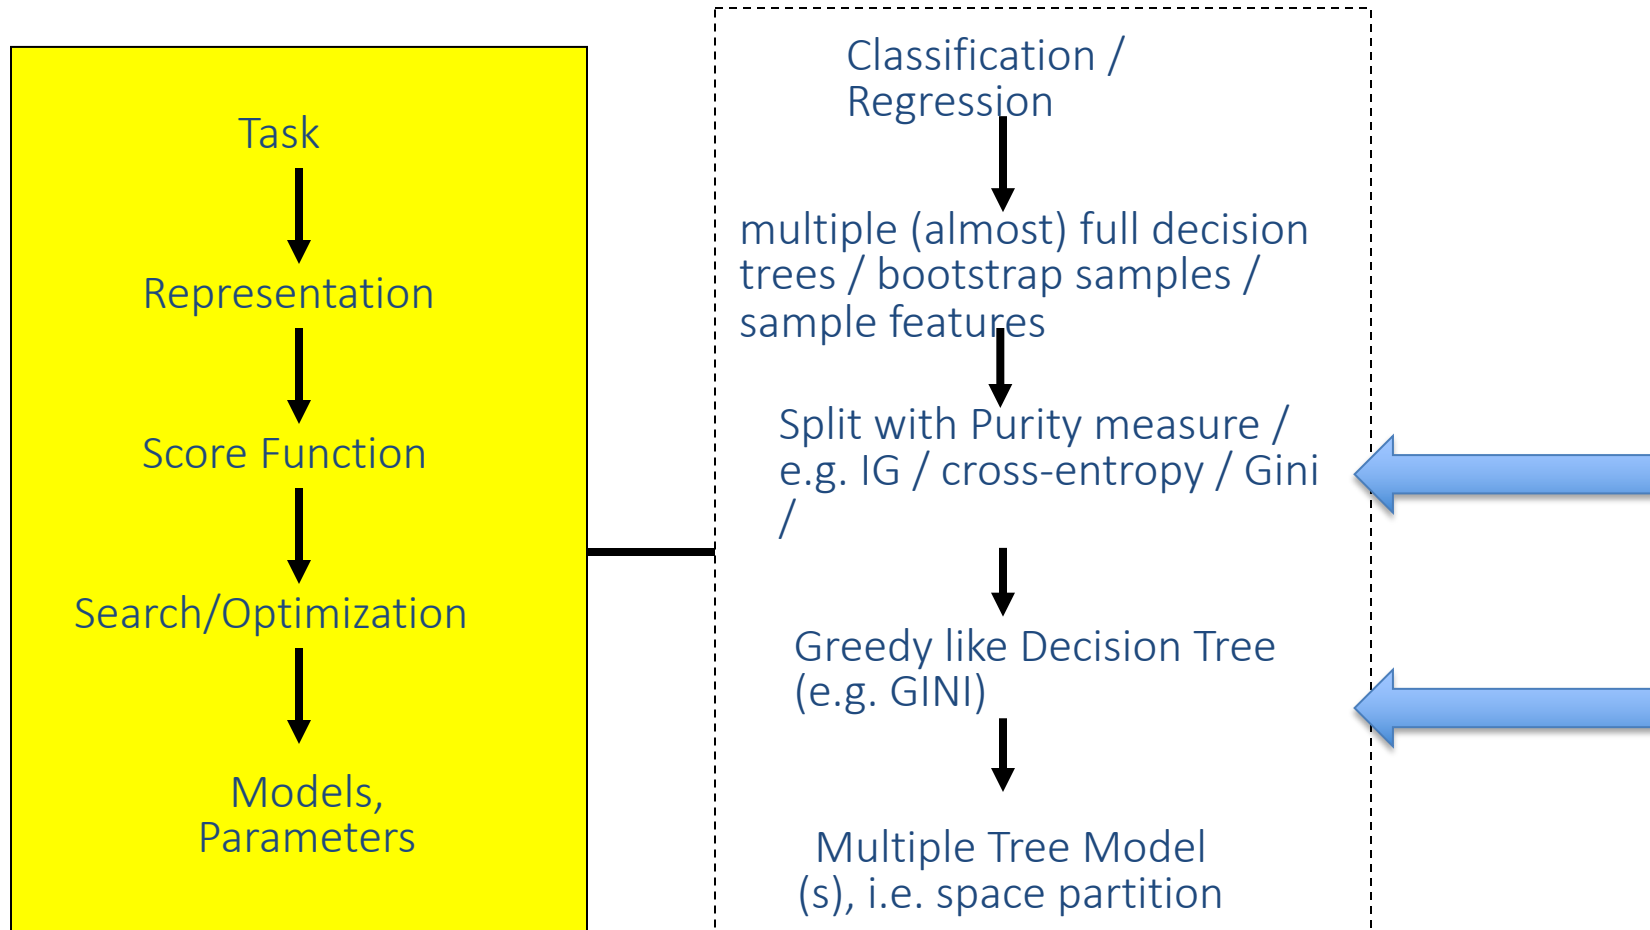 Task
Representation
Score Function
Search/Optimization
Models,
Parameters
Classification /
Regression
multiple (almost) full decision
trees / bootstrap samples /
sample features
Split with Purity measure /
e.g. IG / cross-entropy / Gini
/
Greedy like Decision Tree
(e.g. GINI)
Multiple Tree Model
(s), i.e. space partition